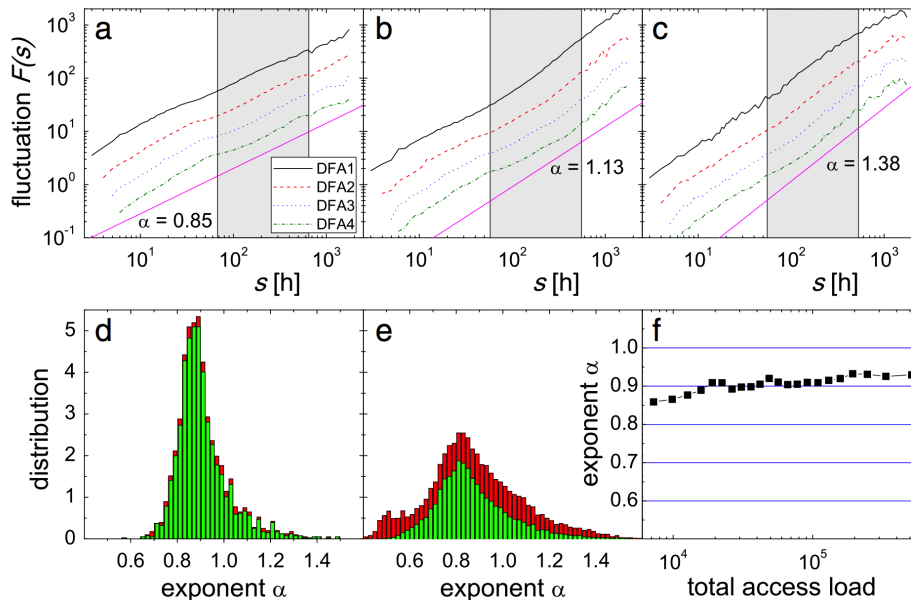 a b c
fluctuation F(s)
10³
10²
10¹
10⁰
10⁻¹
α = 0.85
DFA1
DFA2
DFA3
DFA4
α = 1.13
α = 1.38
10¹ 10² 10³ 10¹ 10² 10³ 10¹ 10² 10³
s [h] s [h] s [h]
d e f
distribution
5
4
3
2
1
0
exponent α
1.0
0.9
0.8
0.7
0.6
0.6 0.8 1.0 1.2 1.4 0.6 0.8 1.0 1.2 1.4 10⁴ 10⁵
exponent α exponent α total access load